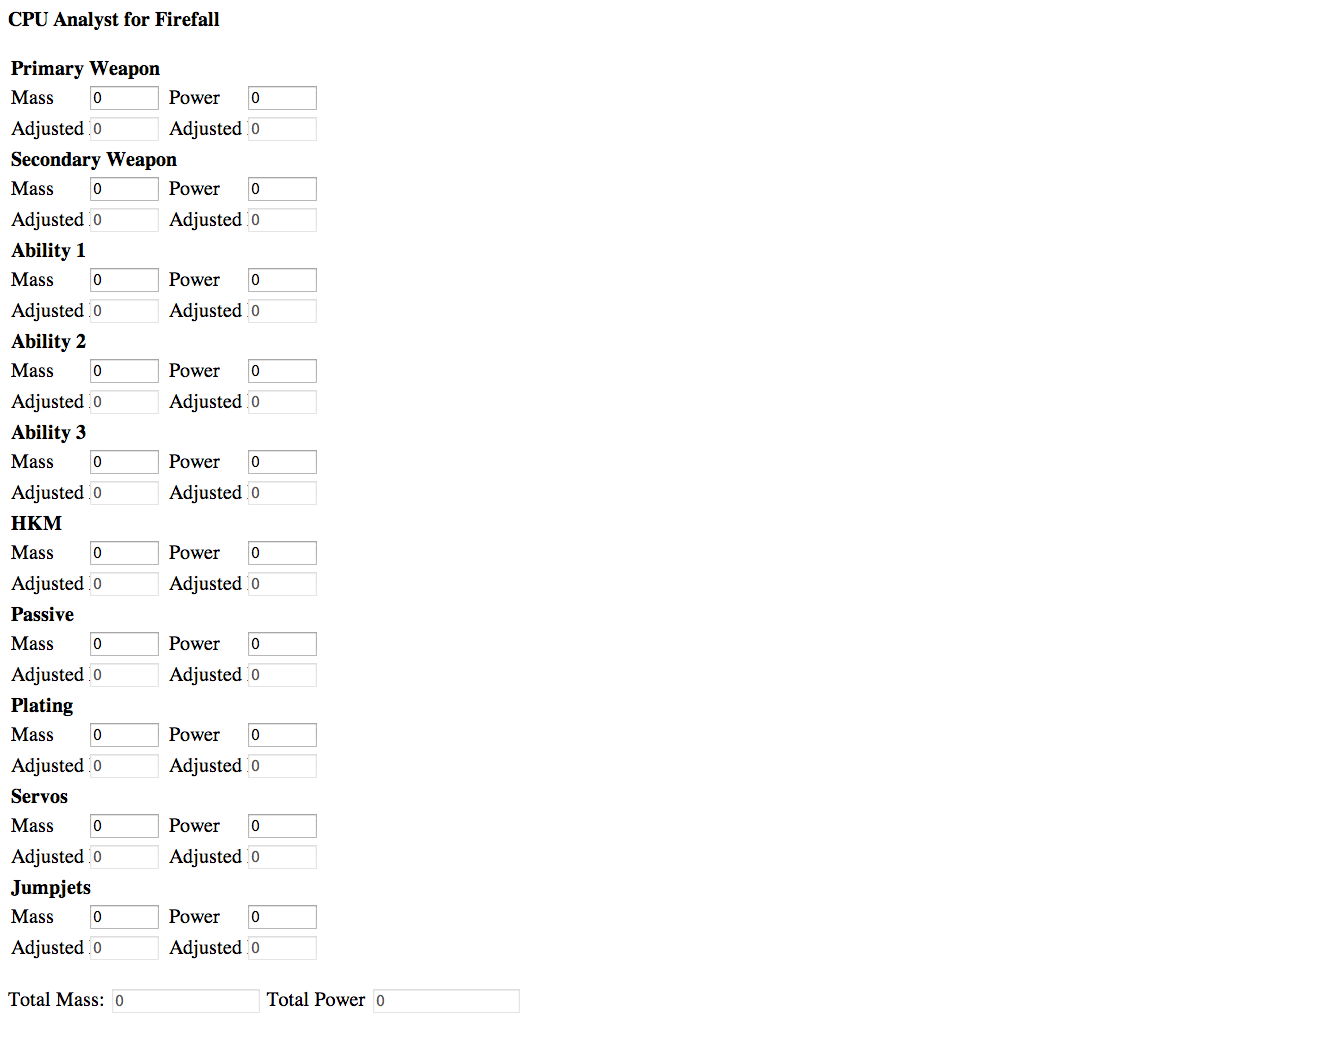 CPU Analyst for Firefall
Primary Weapon
Mass 0 Power 0
Adjusted 0 Adjusted 0
Secondary Weapon
Mass 0 Power 0
Adjusted 0 Adjusted 0
Ability 1
Mass 0 Power 0
Adjusted 0 Adjusted 0
Ability 2
Mass 0 Power 0
Adjusted 0 Adjusted 0
Ability 3
Mass 0 Power 0
Adjusted 0 Adjusted 0
HKM
Mass 0 Power 0
Adjusted 0 Adjusted 0
Passive
Mass 0 Power 0
Adjusted 0 Adjusted 0
Plating
Mass 0 Power 0
Adjusted 0 Adjusted 0
Servos
Mass 0 Power 0
Adjusted 0 Adjusted 0
Jumpjets
Mass 0 Power 0
Adjusted 0 Adjusted 0
Total Mass: 0 Total Power 0